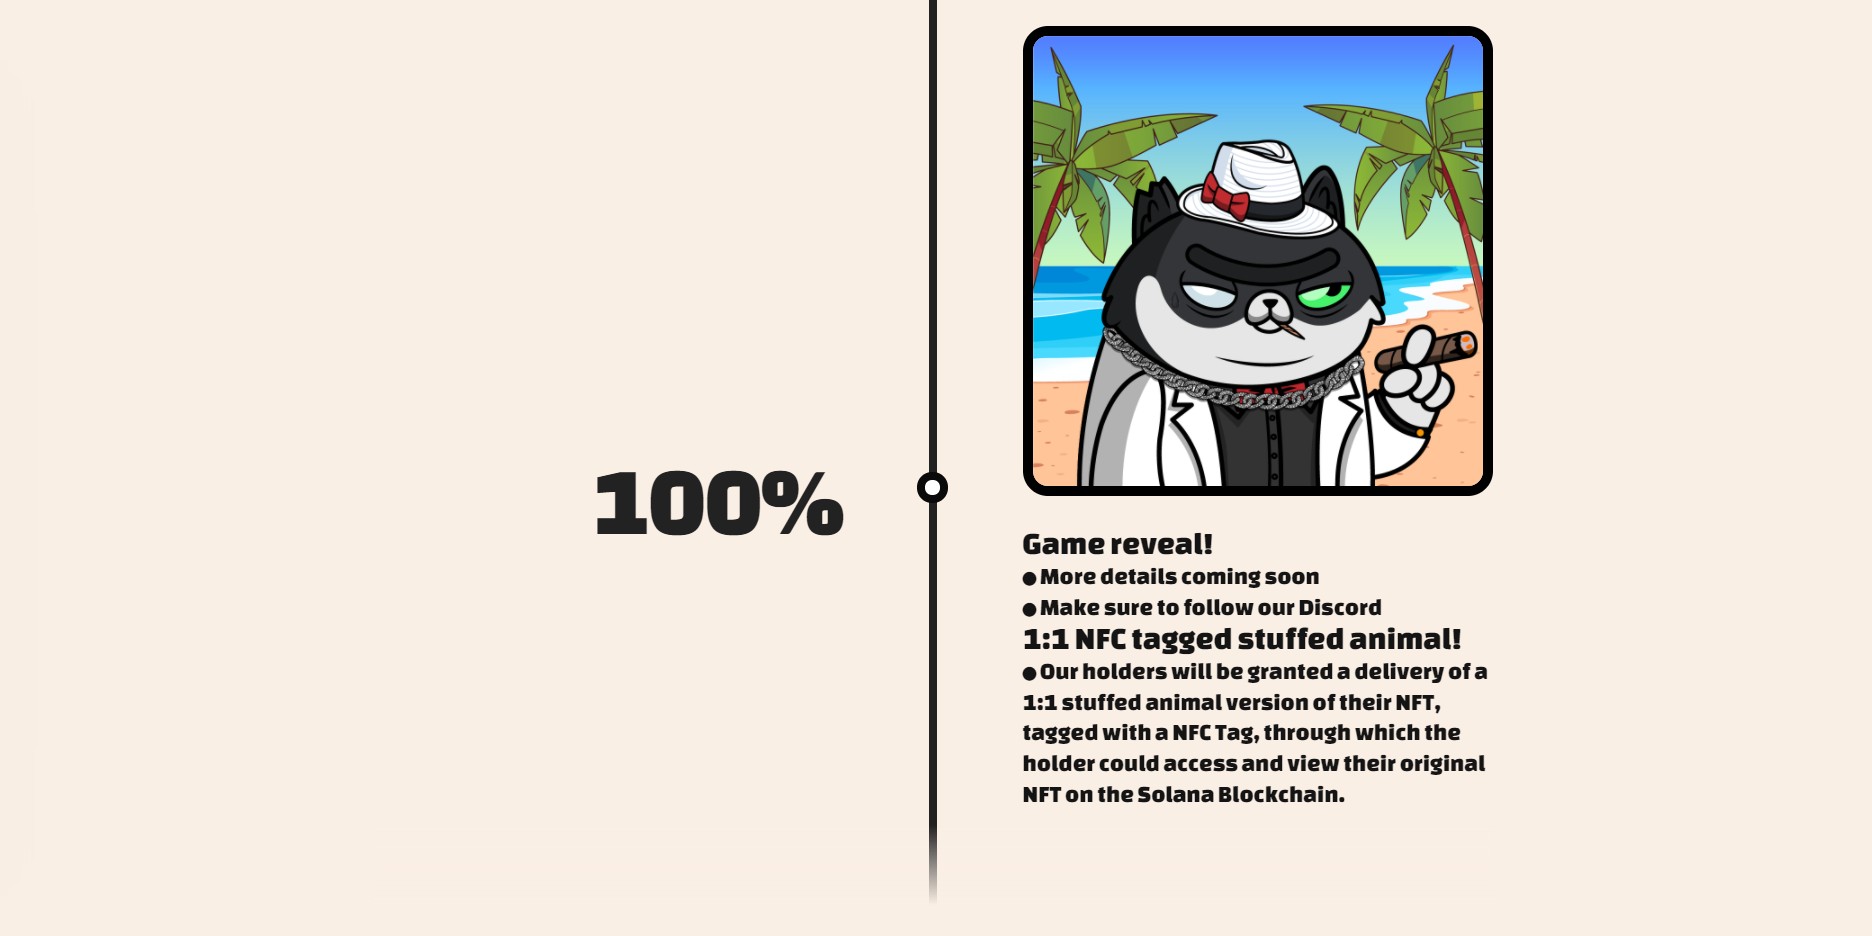 100%
Game reveal!
● More details coming soon
● Make sure to follow our Discord
1:1 NFC tagged stuffed animal!
● Our holders will be granted a delivery of a
1:1 stuffed animal version of their NFT,
tagged with a NFC Tag, through which the
holder could access and view their original
NFT on the Solana Blockchain.